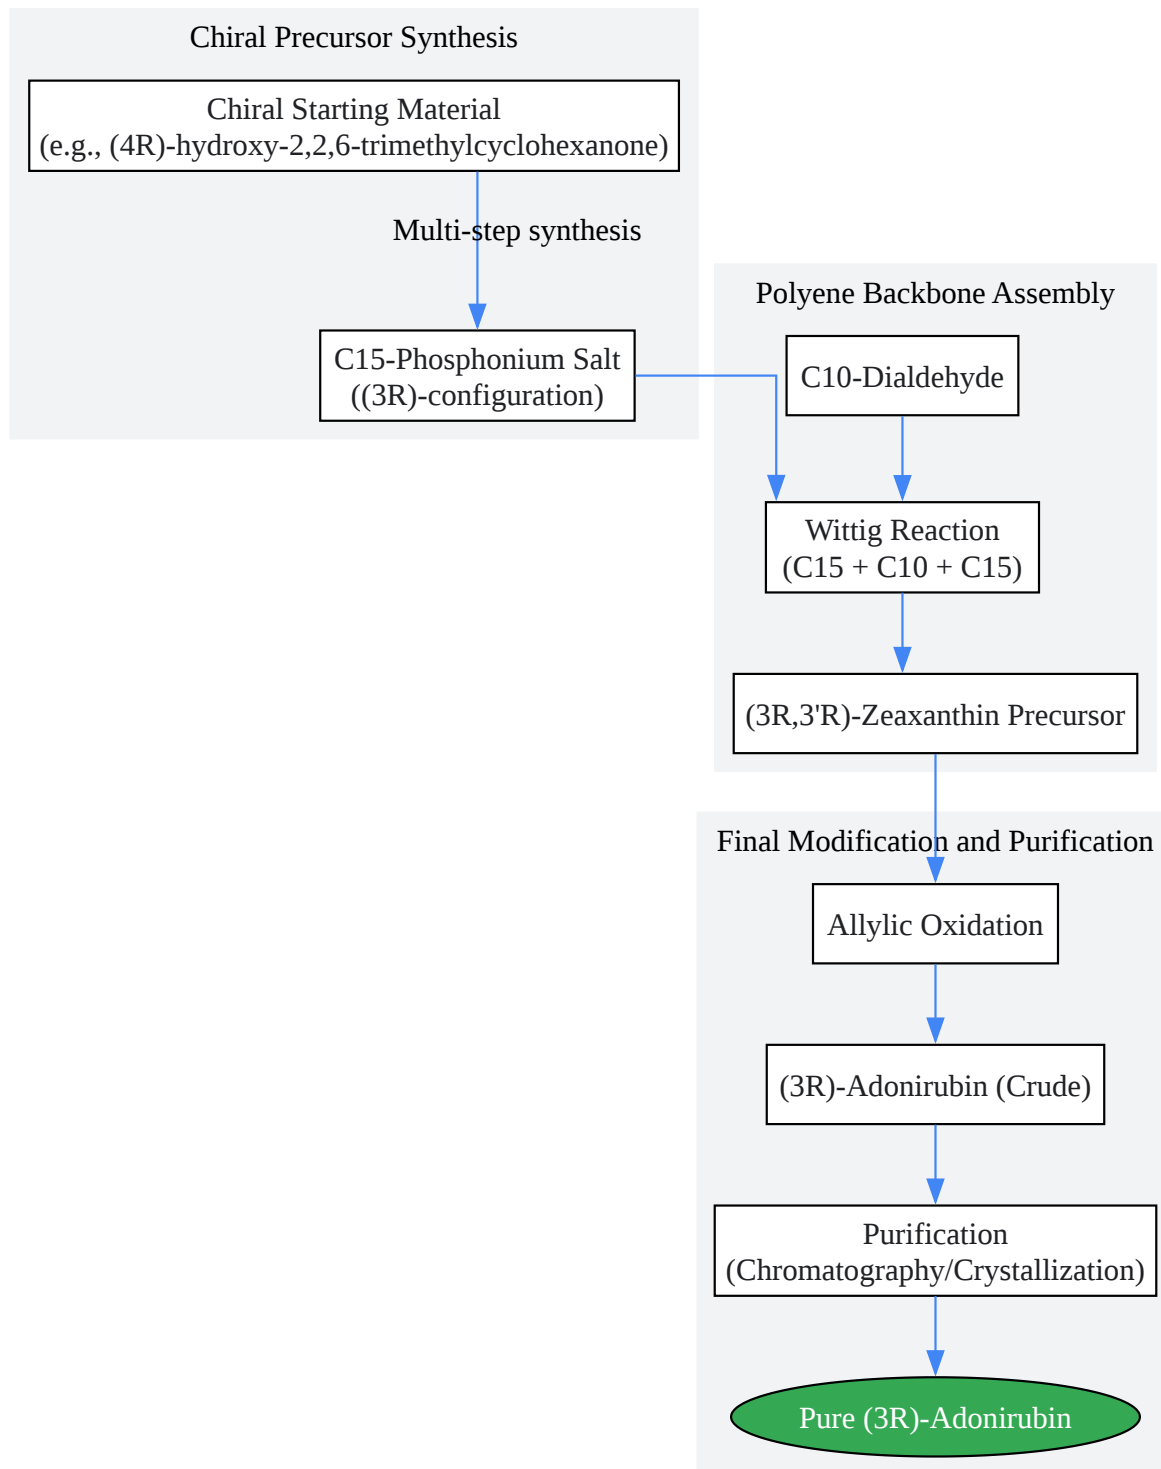 Chiral Precursor Synthesis
Chiral Starting Material
(e.g., (4R)-hydroxy-2,2,6-trimethylcyclohexanone)
Multi-step synthesis
C15-Phosphonium Salt
((3R)-configuration)
Polyene Backbone Assembly
C10-Dialdehyde
Wittig Reaction
(C15 + C10 + C15)
(3R,3'R)-Zeaxanthin Precursor
Final Modification and Purification
Allylic Oxidation
(3R)-Adonirubin (Crude)
Purification
(Chromatography/Crystallization)
Pure (3R)-Adonirubin